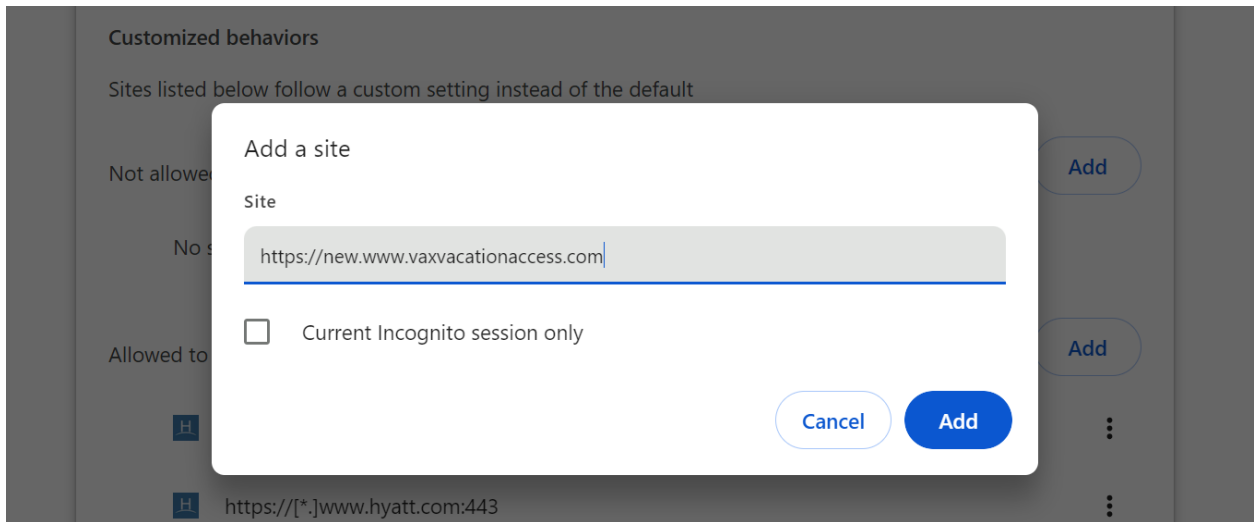 Customized behaviors
Sites listed below follow a custom setting instead of the default
Add a site
Not allowed
Add
Site
No s
https://new.www.vaxvacationaccess.com
Current Incognito session only
Allowed to
Add
Cancel
Add
H
H
https://[*.]www.hyatt.com:443